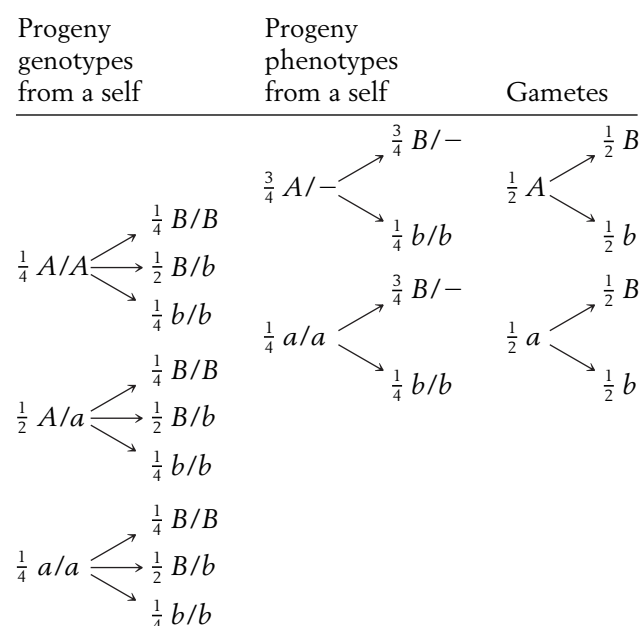 Progeny genotypes from a self
Progeny phenotypes from a self
Gametes
1/4 A/A
1/4 B/B
1/2 B/b
1/4 b/b
1/2 A/a
1/4 B/B
1/2 B/b
1/4 b/b
1/4 a/a
1/4 B/B
1/2 B/b
1/4 b/b
3/4 A/−
3/4 B/−
1/4 b/b
1/4 a/a
3/4 B/−
1/4 b/b
1/2 A
1/2 B
1/2 b
1/2 a
1/2 B
1/2 b